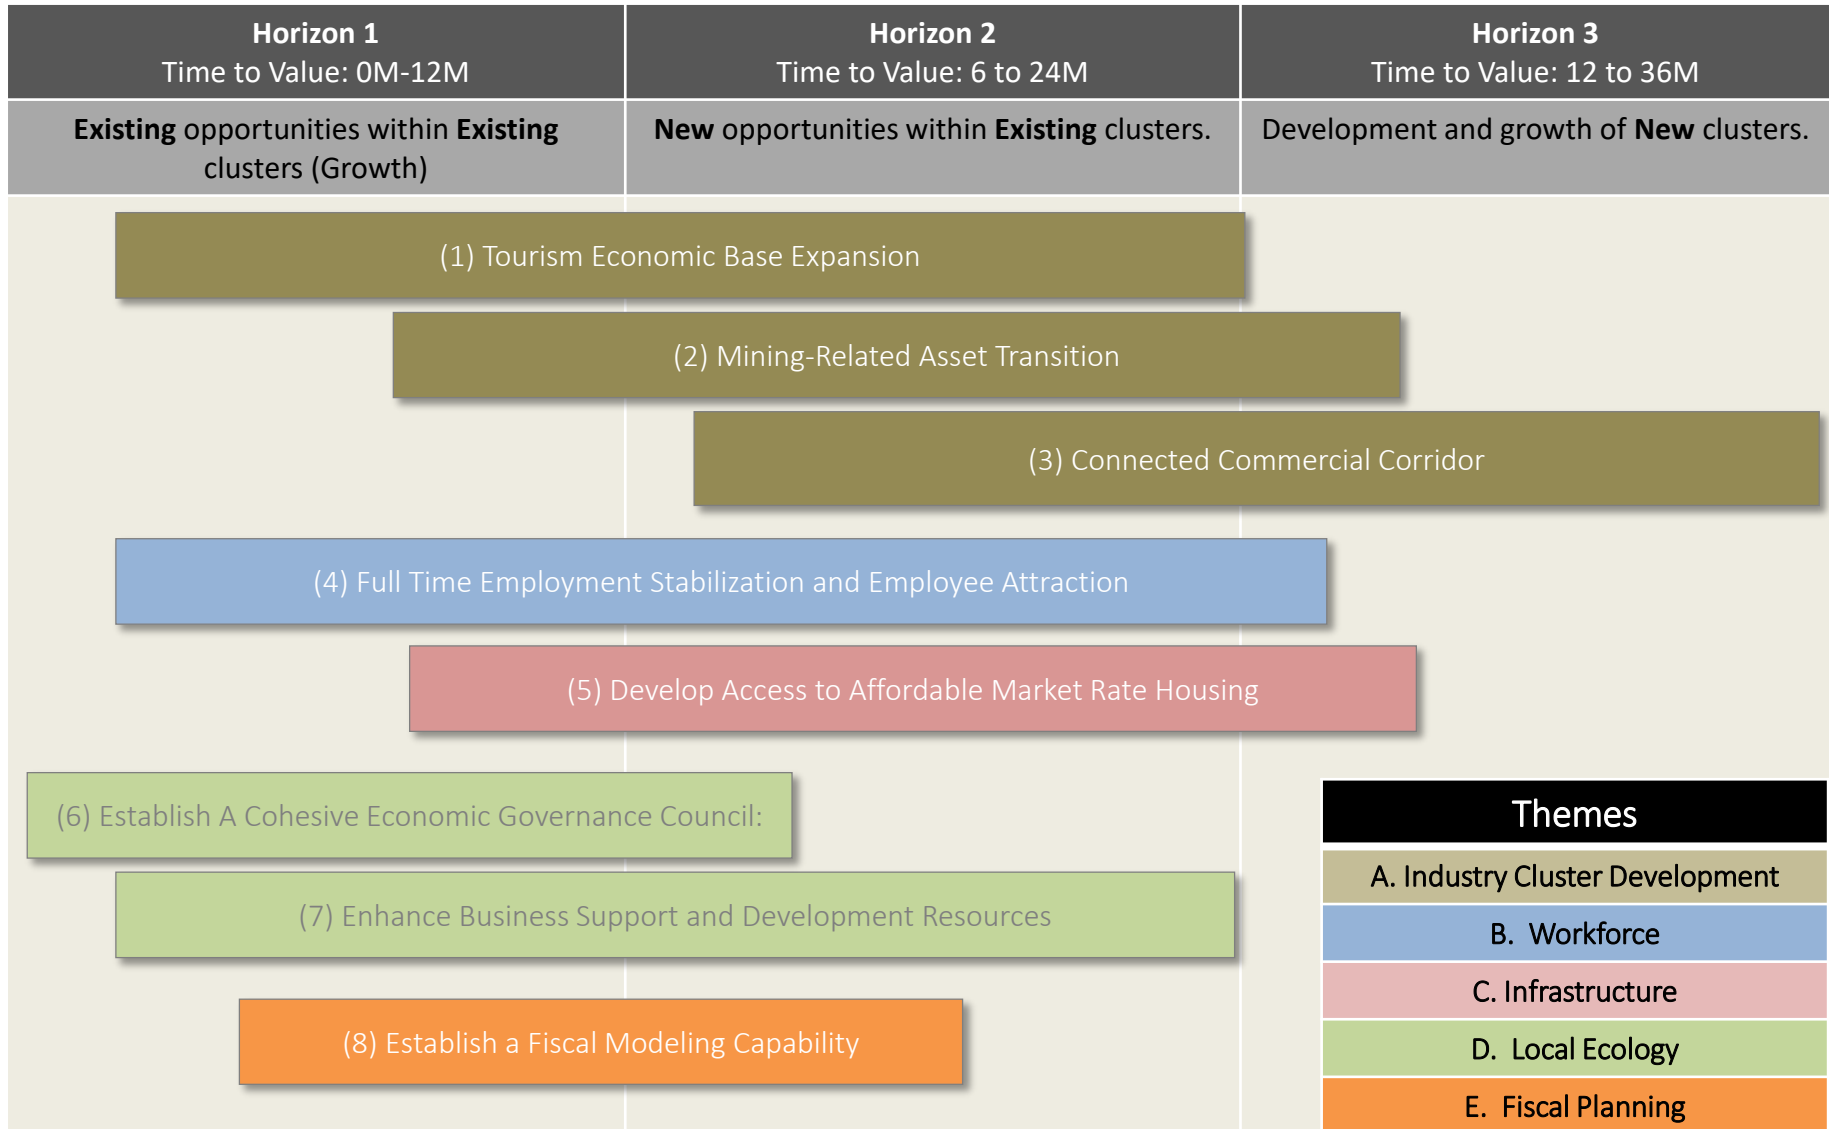 Horizon 1
Time to Value: 0M-12M
Horizon 2
Time to Value: 6 to 24M
Horizon 3
Time to Value: 12 to 36M
Existing opportunities within Existing
clusters (Growth)
New opportunities within Existing clusters.
Development and growth of New clusters.
(1) Tourism Economic Base Expansion
(2) Mining-Related Asset Transition
(3) Connected Commercial Corridor
(4) Full Time Employment Stabilization and Employee Attraction
(5) Develop Access to Affordable Market Rate Housing
(6) Establish A Cohesive Economic Governance Council:
(7) Enhance Business Support and Development Resources
(8) Establish a Fiscal Modeling Capability
Themes
A. Industry Cluster Development
B. Workforce
C. Infrastructure
D. Local Ecology
E. Fiscal Planning